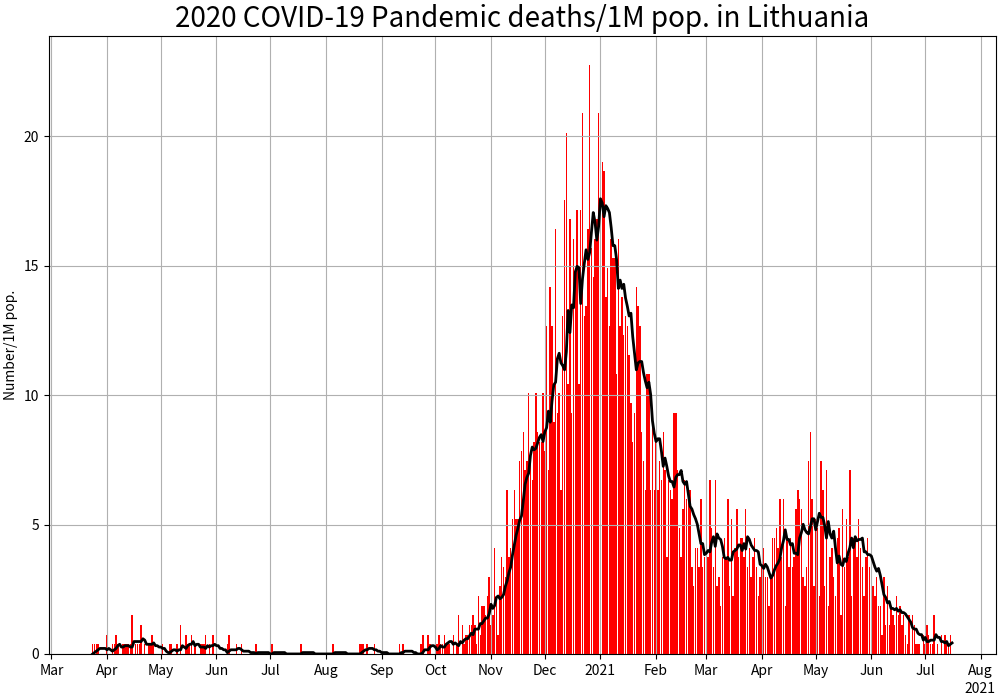 2020 COVID-19 Pandemic deaths/1M pop. in Lithuania
Number/1M pop.
20
15
10
5
0
Mar Apr May Jun Jul Aug Sep Oct Nov Dec 2021 Feb Mar Apr May Jun Jul Aug
2021